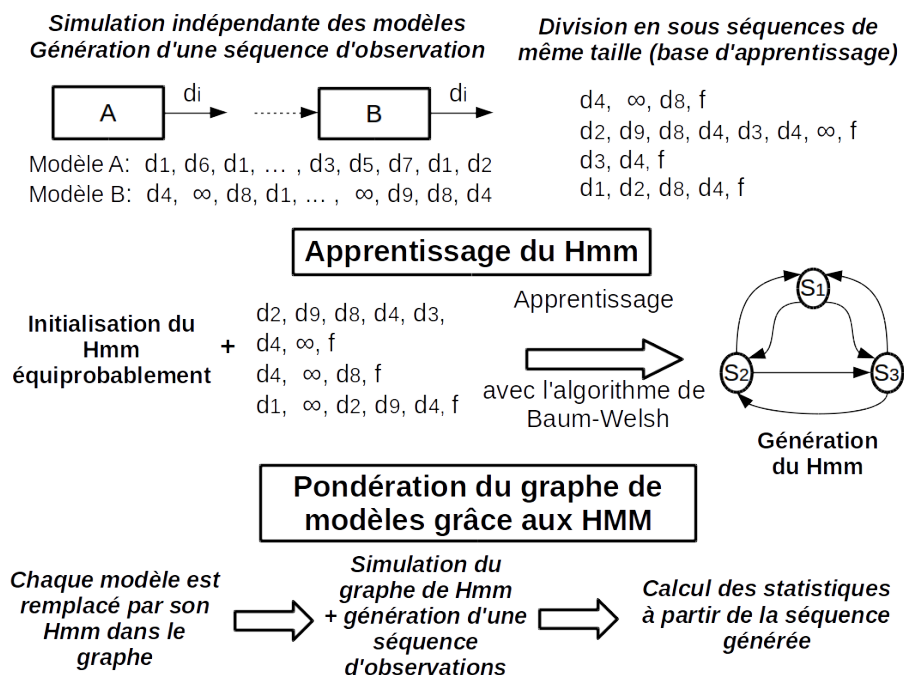 Simulation indépendante des modèles
Génération d'une séquence d'observation
A
di
B
di
Modèle A: d1, d6, d1, ... , d3, d5, d7, d1, d2
Modèle B: d4, ∞, d8, d1, ... , ∞, d9, d8, d4
Division en sous séquences de
même taille (base d'apprentissage)
d4, ∞, d8, f
d2, d9, d8, d4, d3, d4, ∞, f
d3, d4, f
d1, d2, d8, d4, f
Apprentissage du Hmm
Initialisation du
Hmm
équiprobablement
+
d2, d9, d8, d4, d3,
d4, ∞, f
d4, ∞, d8, f
d1, ∞, d2, d9, d4, f
Apprentissage
avec l'algorithme de
Baum-Welsh
S1
S2
S3
Génération
du Hmm
Pondération du graphe de
modèles grâce aux HMM
Chaque modèle est
remplacé par son
Hmm dans le
graphe
Simulation du
graphe de Hmm
+ génération d'une
séquence
d'observations
Calcul des statistiques
à partir de la séquence
générée